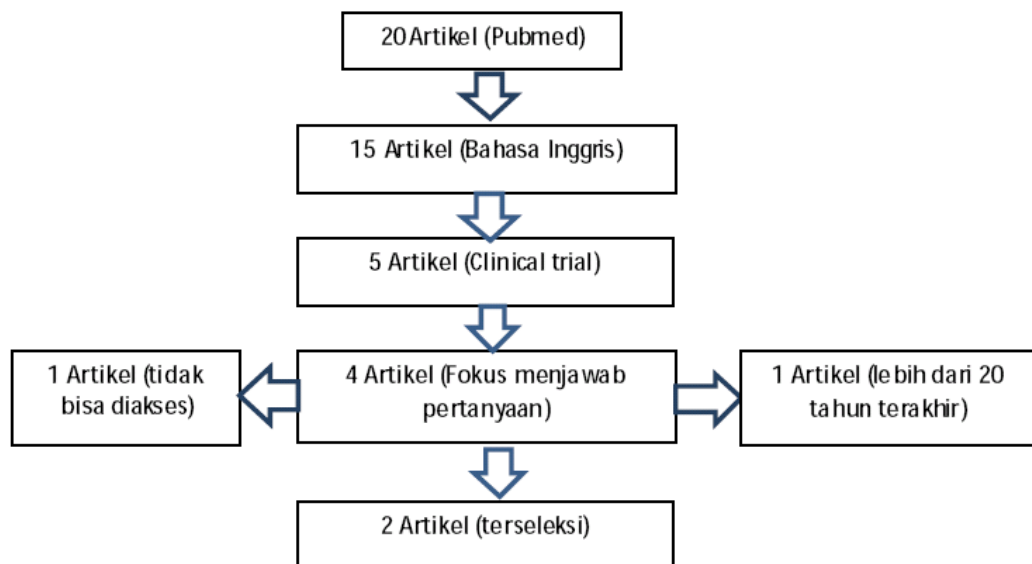 20 Artikel (Pubmed)
15 Artikel (Bahasa Inggris)
5 Artikel (Clinical trial)
1 Artikel (tidak
bisa diakses)
4 Artikel (Fokus menjawab
pertanyaan)
1 Artikel (lebih dari 20
tahun terakhir)
2 Artikel (terseleksi)